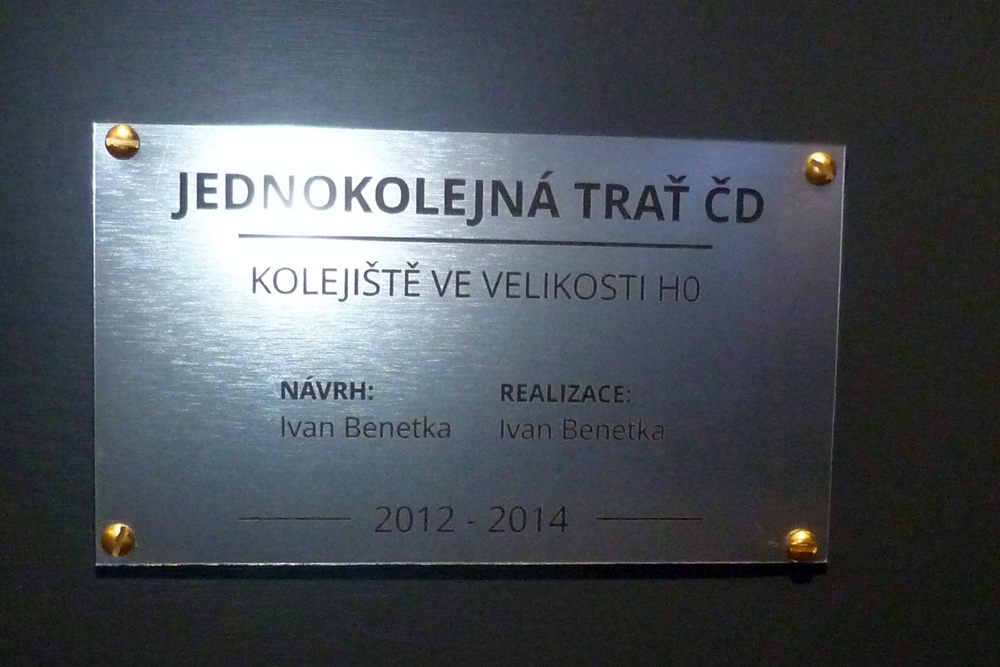 JEDNOKOLEJNÁ TRAŤ ČD
KOLEJIŠTĚ VE VELIKOSTI H0
NÁVRH: REALIZACE:
Ivan Benetka Ivan Benetka
2012 - 2014